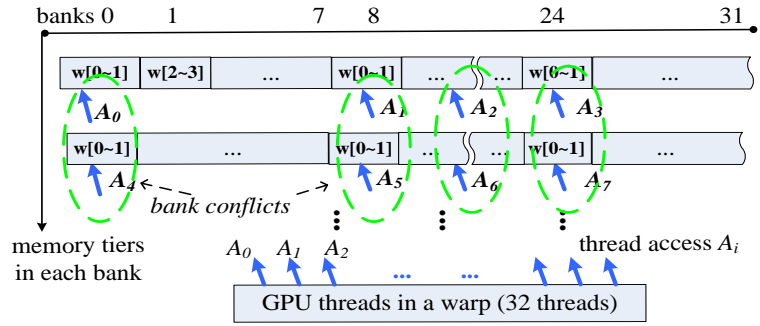 banks 0 1 7 8 24 31
w[0~1] w[2~3] ... w[0~1] ... ... w[0~1] ...
A0 A1 A2 A3
w[0~1] ... w[0~1] ... ... w[0~1] ...
A4 A5 A6 A7
bank conflicts
memory tiers
in each bank
A0 A1 A2 ... ... thread access Ai
GPU threads in a warp (32 threads)